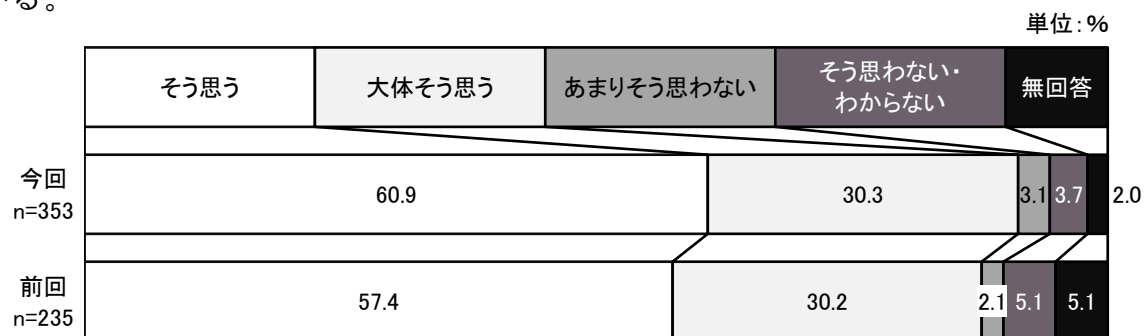 る。
単位：％
そう思う
大体そう思う
あまりそう思わない
そう思わない・
わからない
無回答
今回
n=353
60.9
30.3
3.1
3.7
2.0
前回
n=235
57.4
30.2
2.1
5.1
5.1